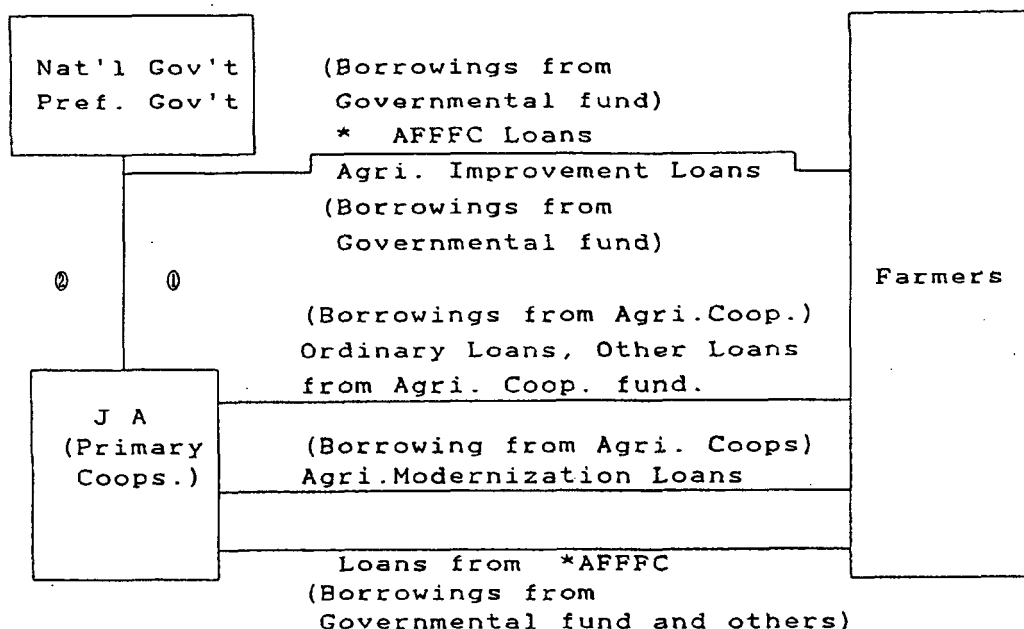 Nat'l Gov't
Pref. Gov't
(Borrowings from
Governmental fund)
* AFFFC Loans
Agri. Improvement Loans
(Borrowings from
Governmental fund)
② ①
Farmers
(Borrowings from Agri.Coop.)
Ordinary Loans, Other Loans
from Agri. Coop. fund.
J A
(Primary
Coops.)
(Borrowing from Agri. Coops)
Agri.Modernization Loans
Loans from *AFFFC
(Borrowings from
Governmental fund and others)